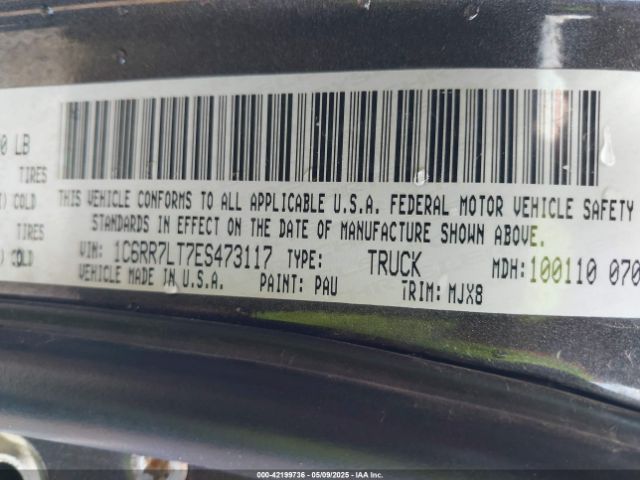 0 LB
TIRES
) COLD
TIRES
) COLD
THIS VEHICLE CONFORMS TO ALL APPLICABLE U.S.A. FEDERAL MOTOR VEHICLE SAFETY
STANDARDS IN EFFECT ON THE DATE OF MANUFACTURE SHOWN ABOVE.
VIN: 1C6RR7LT7ES473117 TYPE: TRUCK MDH: 100110 070
VEHICLE MADE IN U.S.A. PAINT: PAU TRIM: MJX8
000-42199736 - 05/09/2025 - IAAI.COM